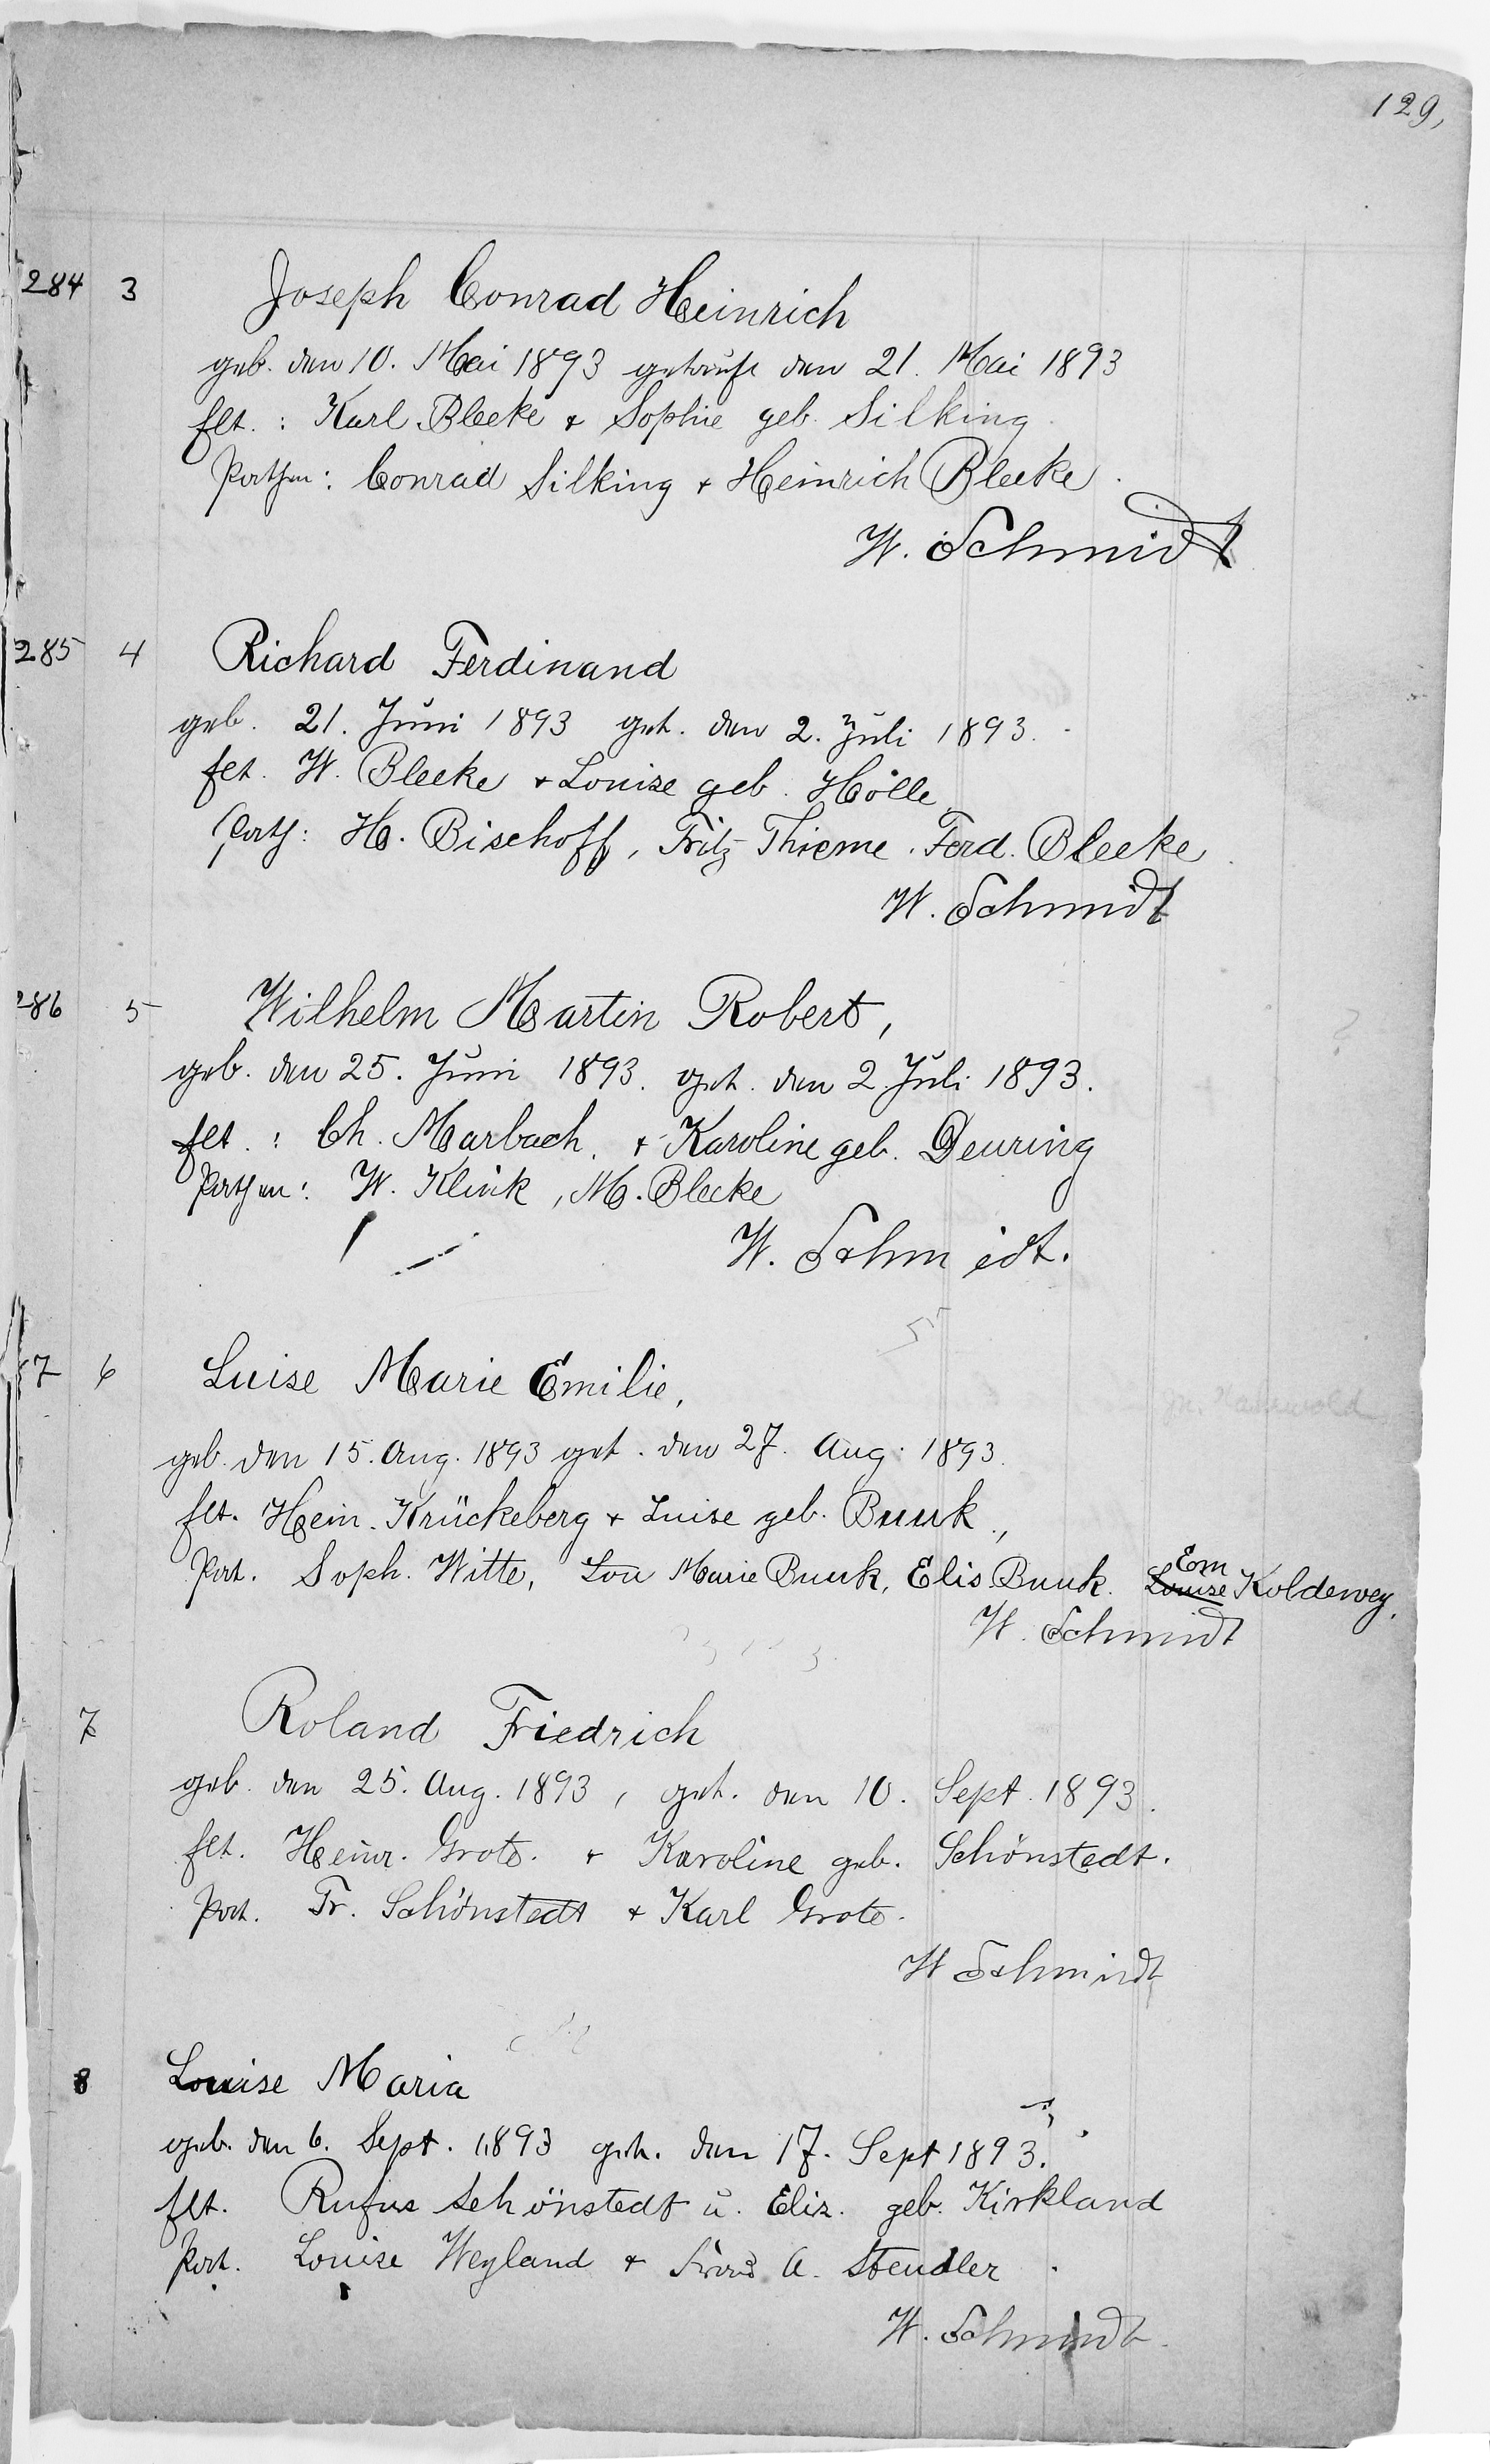 129,
284 3 Joseph Conrad Heinrich
geb. den 10. Mai 1893 getauft den 21. Mai 1893
Elt. : Karl Bleeke + Sophie geb. Silking.
Pathen: Conrad Silking + Heinrich Bleeke.
W. Schmidt
285 4 Richard Ferdinand
geb. 21. Juni 1893 get. den 2. Juli 1893.
Elt. W. Bleeke + Louise geb. Hölle
Path: H. Bischoff, Fritz Thieme. Ferd. Bleeke
W. Schmidt
286 5 Wilhelm Martin Robert,
geb. den 25. Juni 1893. get. den 2. Juli 1893.
Elt. : Ch. Marbach. + Karoline geb. Deuring
Pathen: W. Klink, M. Bleeke
W. Schmidt.
5
87 6 Luise Marie Emilie,
geb. den 15. Aug. 1893 get. den 27. Aug. 1893.
Elt. Hein. Krückeberg + Luise geb. Buuk.,
Em
Pat. Soph. Witte, Lou Marie Buuk, Elis Buuk. Louise Koldewey.
W. Schmidt
7 Roland Friedrich
geb. den 25. Aug. 1893, get. den 10. Sept. 1893.
Elt. Heinr. Grote. + Karoline geb. Schönstedt.
Pat. Fr. Schönstedt + Karl Grote.
W Schmidt
8 Louise Maria
geb. den 6. Sept. 1893 get. den 17. Sept 1893.
Elt. Rufus Schönstedt u. Eliz. geb. Kirkland
Pat. Louise Weyland + A. Stendler.
W. Schmidt.